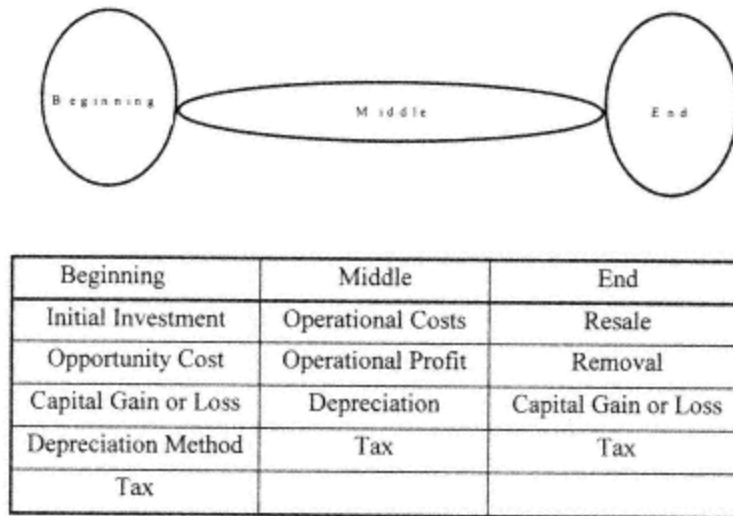 Beginning Middle End
Beginning Middle End
Initial Investment Operational Costs Resale
Opportunity Cost Operational Profit Removal
Capital Gain or Loss Depreciation Capital Gain or Loss
Depreciation Method Tax Tax
Tax